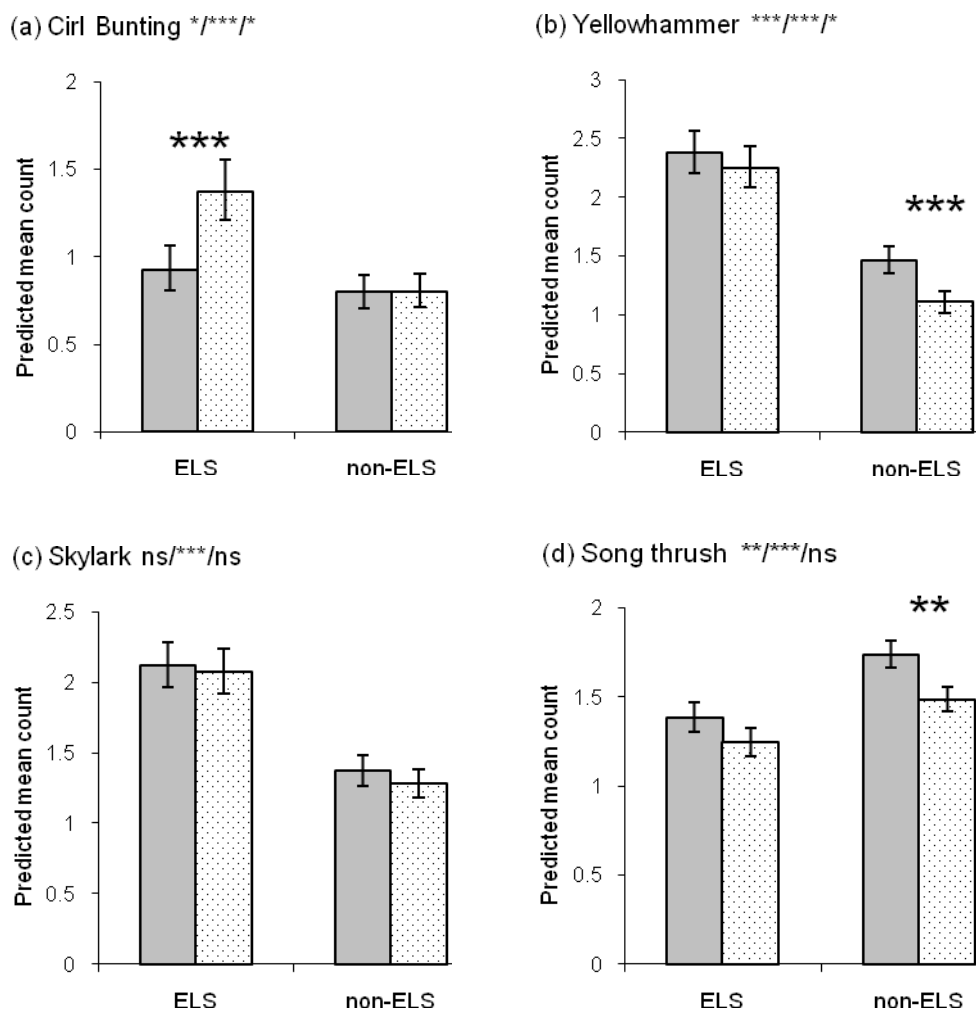 (a) Cirl Bunting */***/*
2
1.5
1
0.5
0
Predicted mean count
***
ELS
non-ELS
(b) Yellowhammer ***/***/*
3
2.5
2
1.5
1
0.5
0
Predicted mean count
***
ELS
non-ELS
(c) Skylark ns/***/ns
2.5
2
1.5
1
0.5
0
Predicted mean count
ELS
non-ELS
(d) Song thrush **/***/ns
2
1.5
1
0.5
0
Predicted mean count
**
ELS
non-ELS